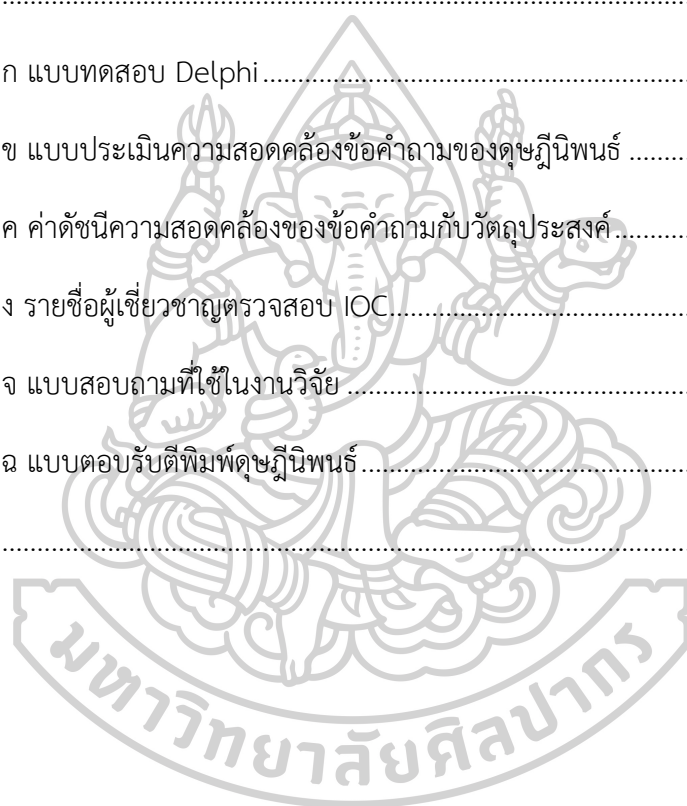 ................................................................................................
ก แบบทดสอบ Delphi................................................................
ข แบบประเมินความสอดคล้องข้อคำถามของดุษฎีนิพนธ์ ........
ค ค่าดัชนีความสอดคล้องของข้อคำถามกับวัตถุประสงค์...........
ง รายชื่อผู้เชี่ยวชาญตรวจสอบ IOC...........................................
จ แบบสอบถามที่ใช้ในงานวิจัย .................................................
ฉ แบบตอบรับตีพิมพ์ดุษฎีนิพนธ์...............................................
................................................................................................
มหาวิทยาลัยศิลปากร